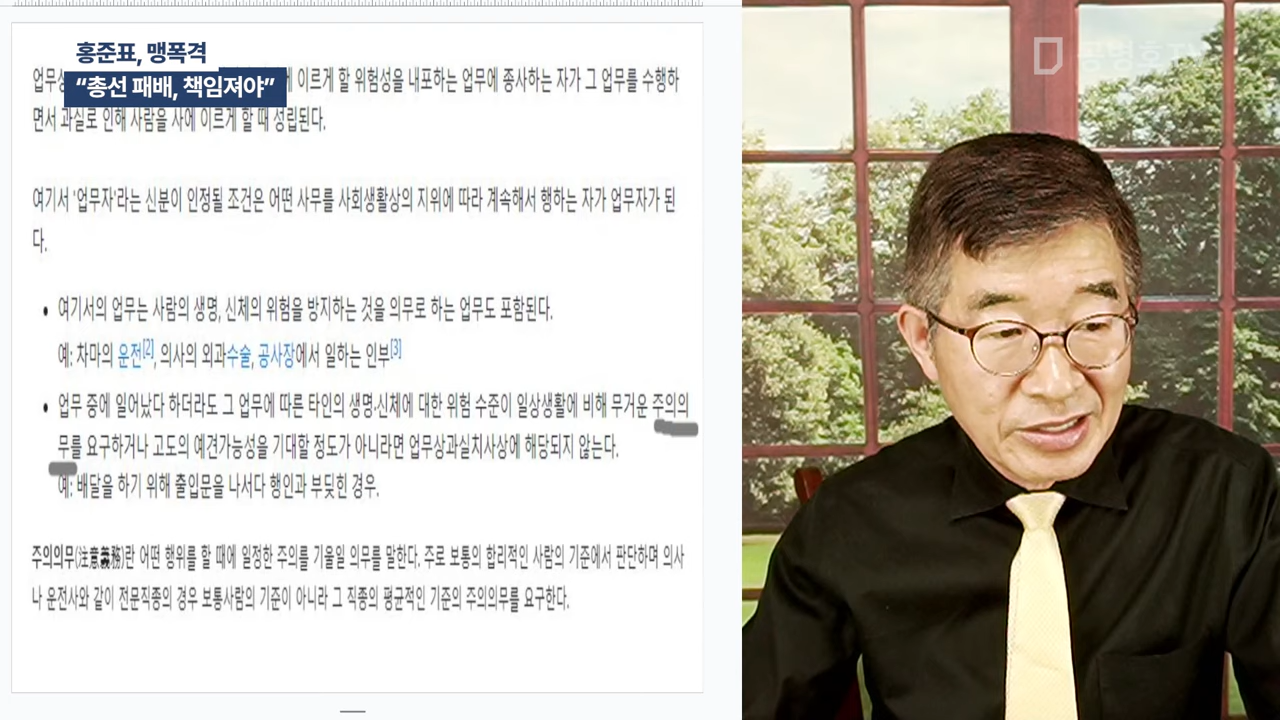 홍준표, 맹폭격
“총선 패배, 책임져야”
공병호TV
이르게 할 위험성을 내포하는 업무에 종사하는 자가 그 업무를 수행하
면서 과실로 인해 사람을 사에 이르게 할 때 성립된다.
여기서 '업무자'라는 신분이 인정될 조건은 어떤 사무를 사회생활상의 지위에 따라 계속해서 행하는 자가 업무자가 된
다.
• 여기서의 업무는 사람의 생명, 신체의 위험을 방지하는 것을 의무로 하는 업무도 포함된다.
예: 차마의 운전[2], 의사의 외과수술, 공사장에서 일하는 인부[3]
• 업무 중에 일어났다 하더라도 그 업무에 따른 타인의 생명·신체에 대한 위험 수준이 일상생활에 비해 무거운 주의의
무를 요구하거나 고도의 예견가능성을 기대할 정도가 아니라면 업무상과실치사상에 해당되지 않는다.
예: 배달을 하기 위해 출입문을 나서다 행인과 부딪힌 경우.
주의의무(注意義務)란 어떤 행위를 할 때에 일정한 주의를 기울일 의무를 말한다. 주로 보통의 합리적인 사람의 기준에서 판단하며 의사
나 운전사와 같이 전문직종의 경우 보통사람의 기준이 아니라 그 직종의 평균적인 기준의 주의의무를 요구한다.